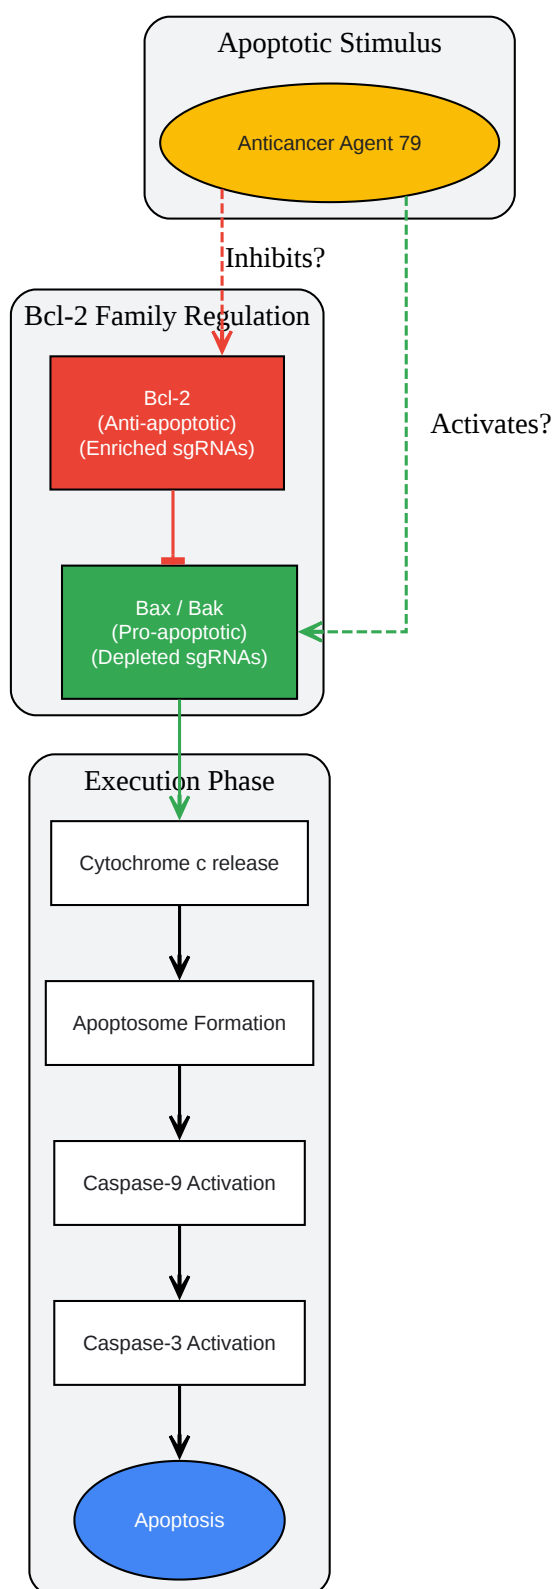 Apoptotic Stimulus
Anticancer Agent 79
Inhibits?
Bcl-2 Family Regulation
Bcl-2
(Anti-apoptotic)
(Enriched sgRNAs)
Activates?
Bax / Bak
(Pro-apoptotic)
(Depleted sgRNAs)
Execution Phase
Cytochrome c release
Apoptosome Formation
Caspase-9 Activation
Caspase-3 Activation
Apoptosis